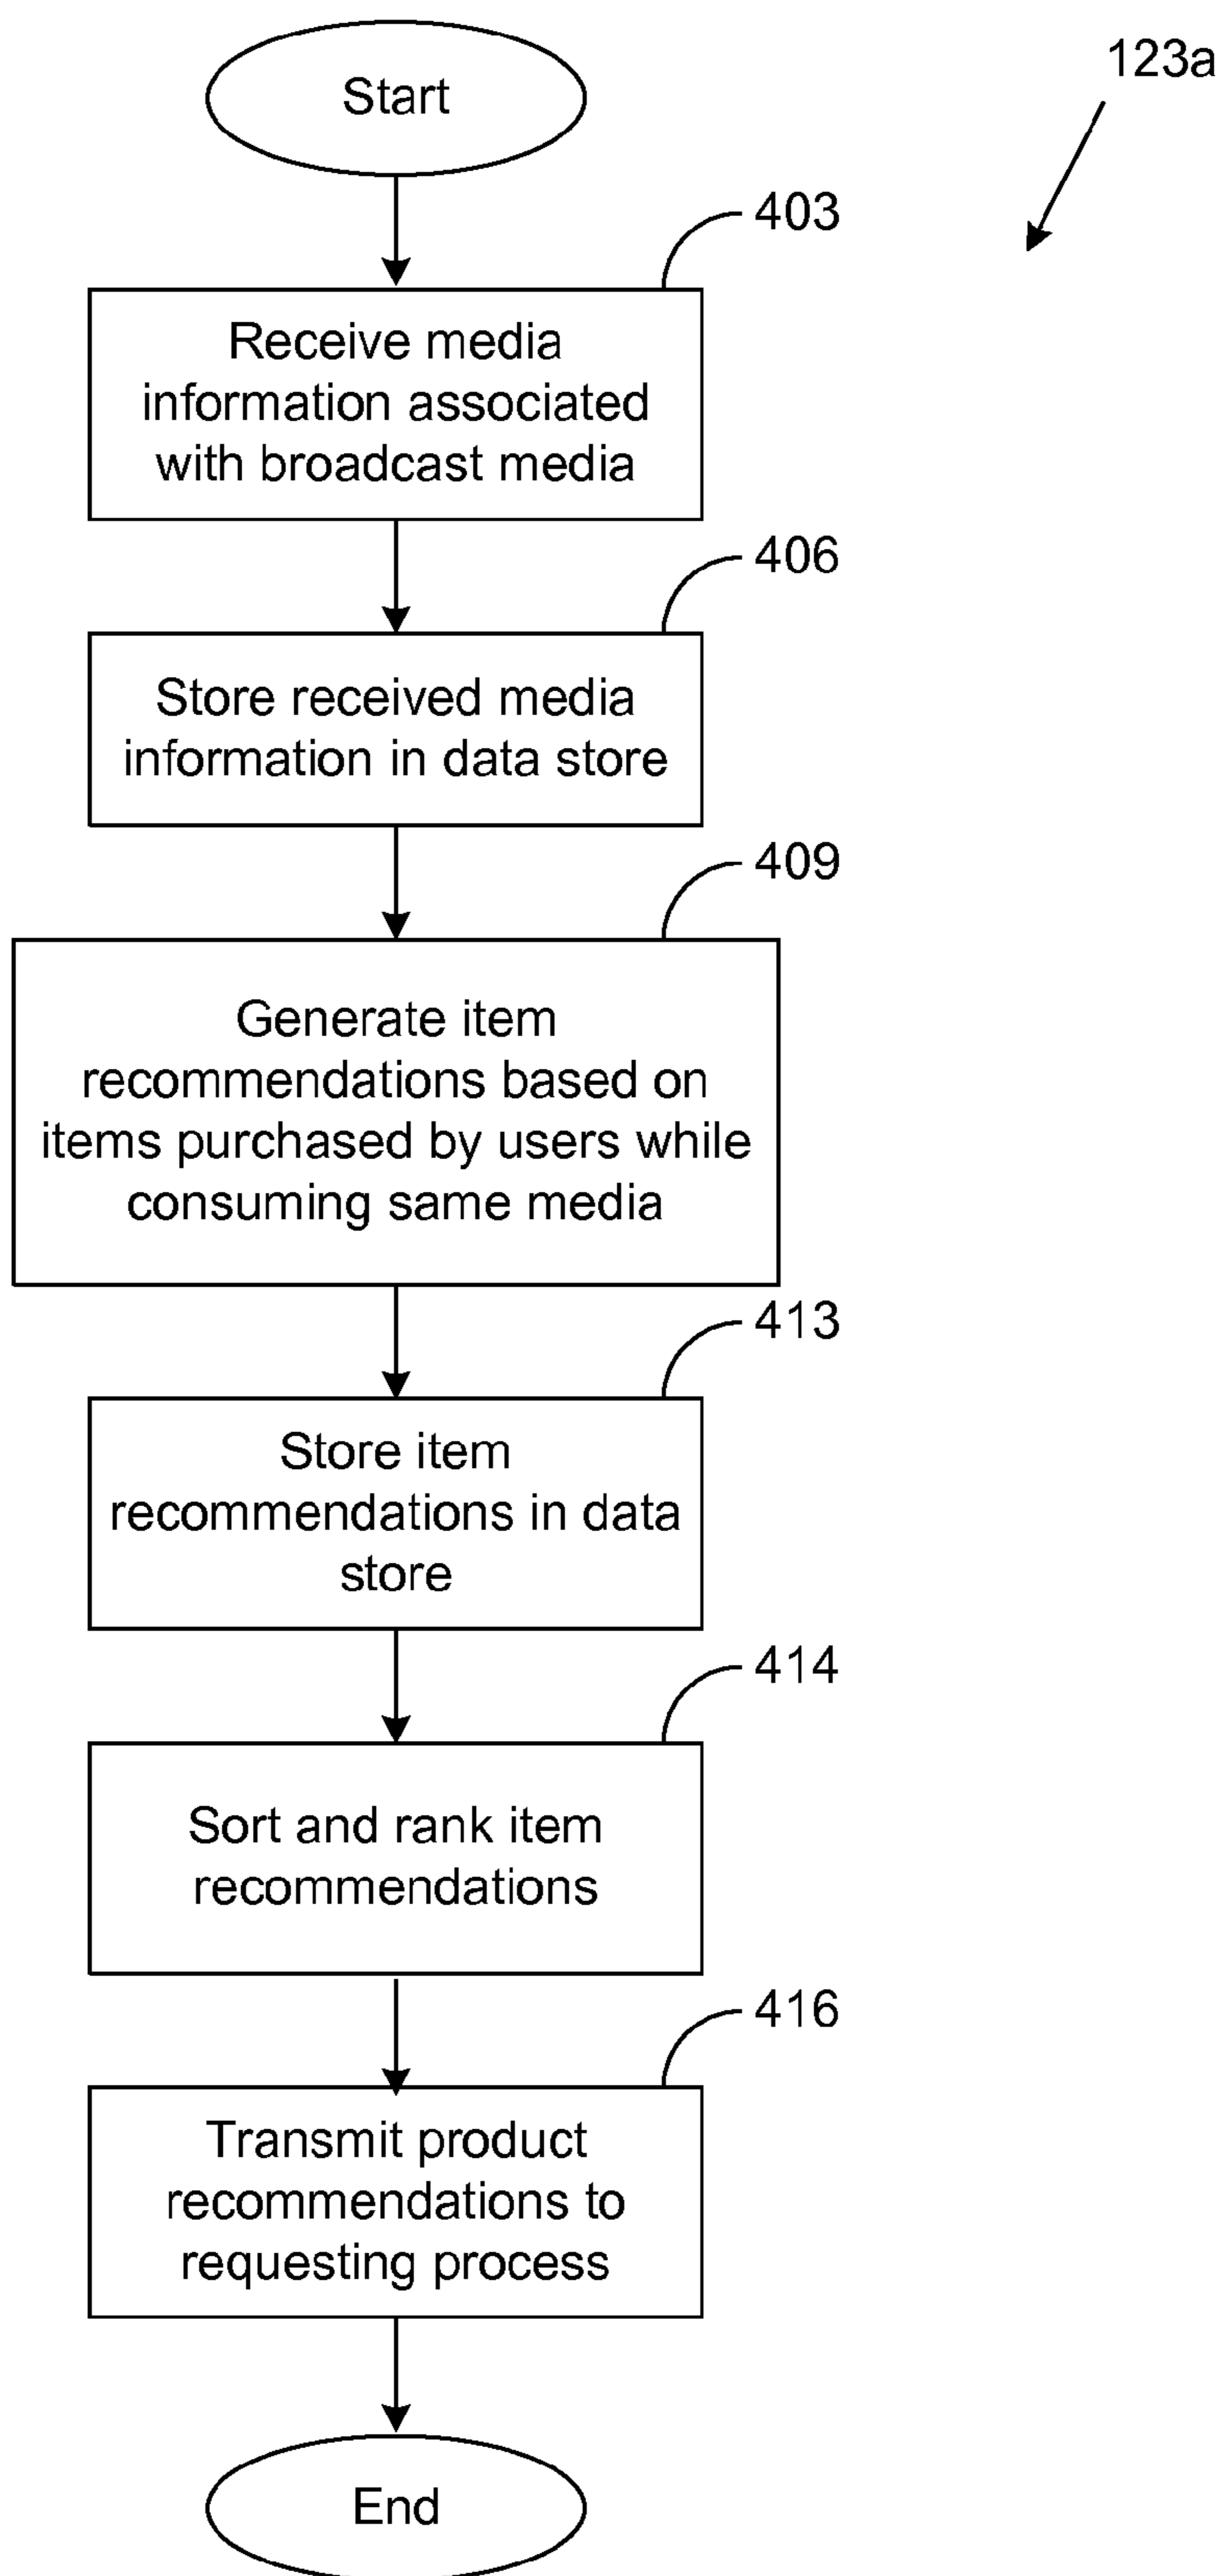 Start
123a
403
Receive media
information associated
with broadcast media
406
Store received media
information in data store
409
Generate item
recommendations based on
items purchased by users while
consuming same media
413
Store item
recommendations in data
store
414
Sort and rank item
recommendations
416
Transmit product
recommendations to
requesting process
End